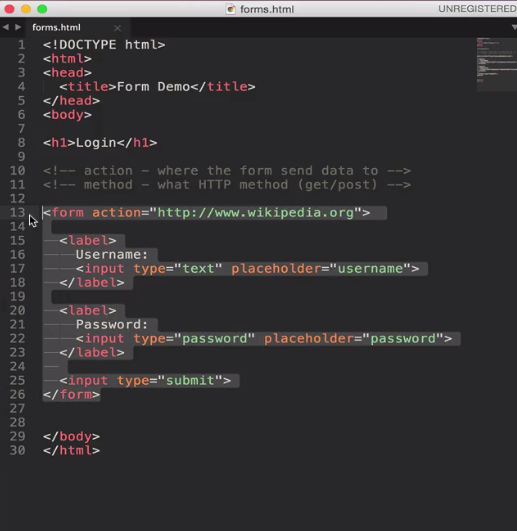 forms.html
UNREGISTERED
forms.html
1 <!DOCTYPE html>
2 <html>
3 <head>
4   <title>Form Demo</title>
5 </head>
6 <body>
7
8 <h1>Login</h1>
9
10 <!-- action - where the form send data to -->
11 <!-- method - what HTTP method (get/post) -->
12
13 <form action="http://www.wikipedia.org">
14
15   <label>
16     Username:
17     <input type="text" placeholder="username">
18   </label>
19
20   <label>
21     Password:
22     <input type="password" placeholder="password">
23   </label>
24
25   <input type="submit">
26 </form>
27
28
29 </body>
30 </html>